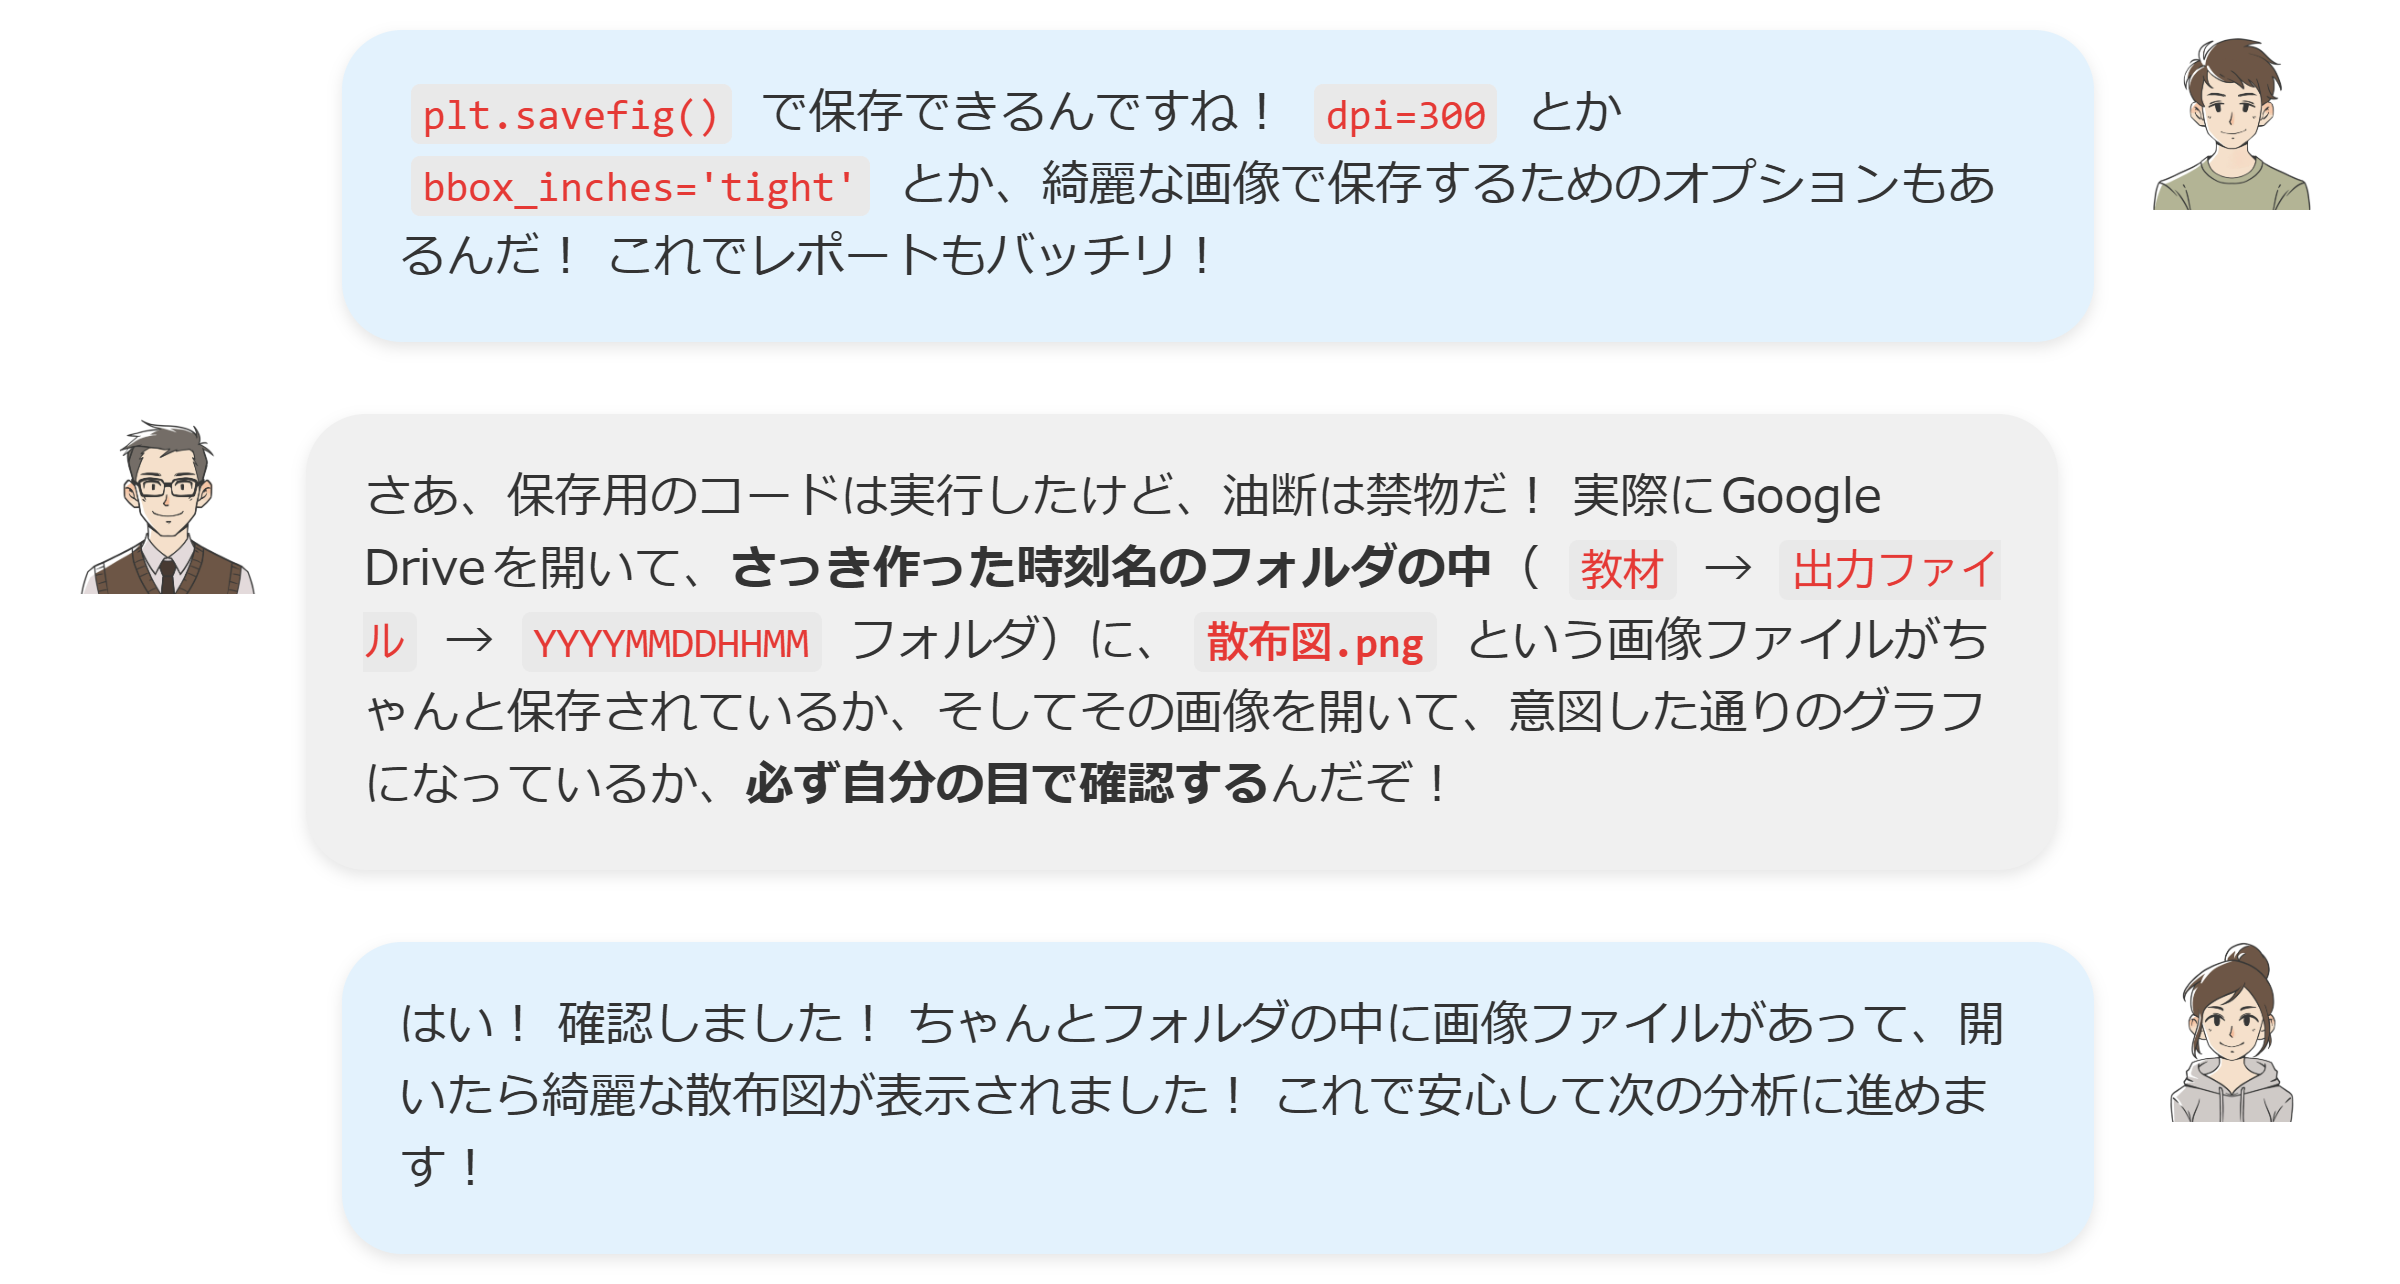 plt.savefig() で保存できるんですね！ dpi=300 とか
bbox_inches='tight' とか、綺麗な画像で保存するためのオプションもあ
るんだ！ これでレポートもバッチリ！
さあ、保存用のコードは実行したけど、油断は禁物だ！ 実際にGoogle
Driveを開いて、さっき作った時刻名のフォルダの中（ 教材 → 出力ファイ
ル → YYYYMMDDHHMM フォルダ）に、 散布図.png という画像ファイルがち
ゃんと保存されているか、そしてその画像を開いて、意図した通りのグラフ
になっているか、必ず自分の目で確認するんだぞ！
はい！ 確認しました！ ちゃんとフォルダの中に画像ファイルがあって、開
いたら綺麗な散布図が表示されました！ これで安心して次の分析に進めま
す！